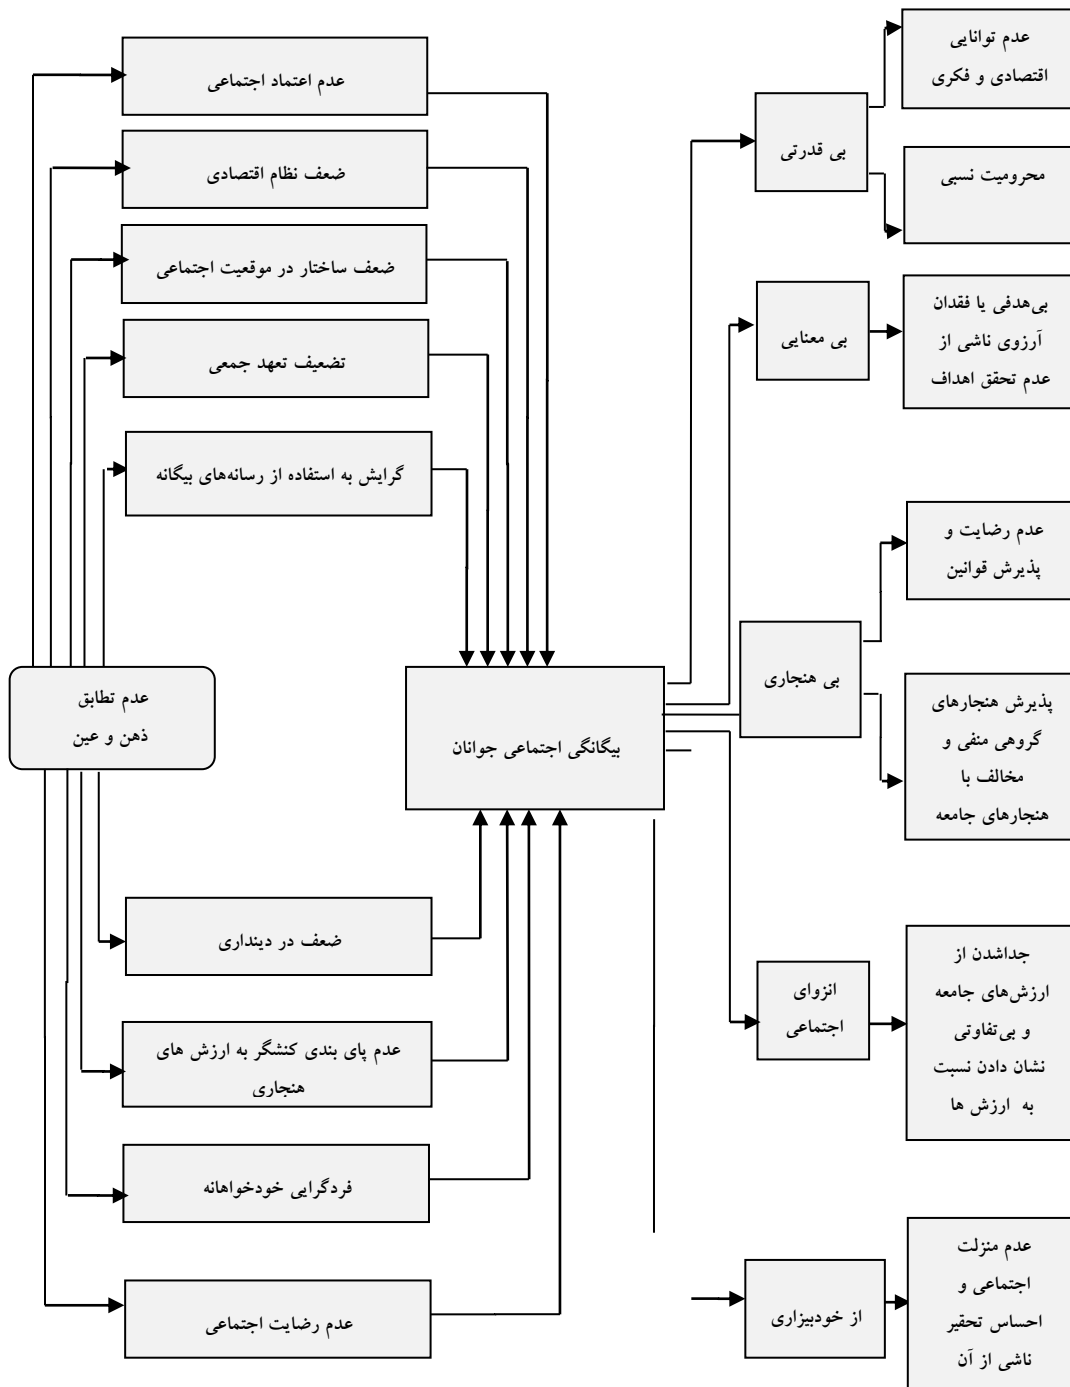 عدم توانایی
اقتصادی و فکری
محرومیت نسبی
بی قدرتی
بی‌هدفی یا فقدان
آرزوی ناشی از
عدم تحقق اهداف
بی معنایی
عدم رضایت و
پذیرش قوانین
بی هنجاری
پذیرش هنجارهای
گروهی منفی و
مخالف با
هنجارهای جامعه
جداشدن از
ارزش‌های جامعه
و بی‌تفاوتی
نشان دادن نسبت
به ارزش ها
انزوای
اجتماعی
عدم منزلت
اجتماعی و
احساس تحقیر
ناشی از آن
از خودبیزاری
بیگانگی اجتماعی جوانان
عدم اعتماد اجتماعی
ضعف نظام اقتصادی
ضعف ساختار در موقعیت اجتماعی
تضعیف تعهد جمعی
گرایش به استفاده از رسانه‌های بیگانه
ضعف در دینداری
عدم پای بندی کنشگر به ارزش های
هنجاری
فردگرایی خودخواهانه
عدم رضایت اجتماعی
عدم تطابق
ذهن و عین